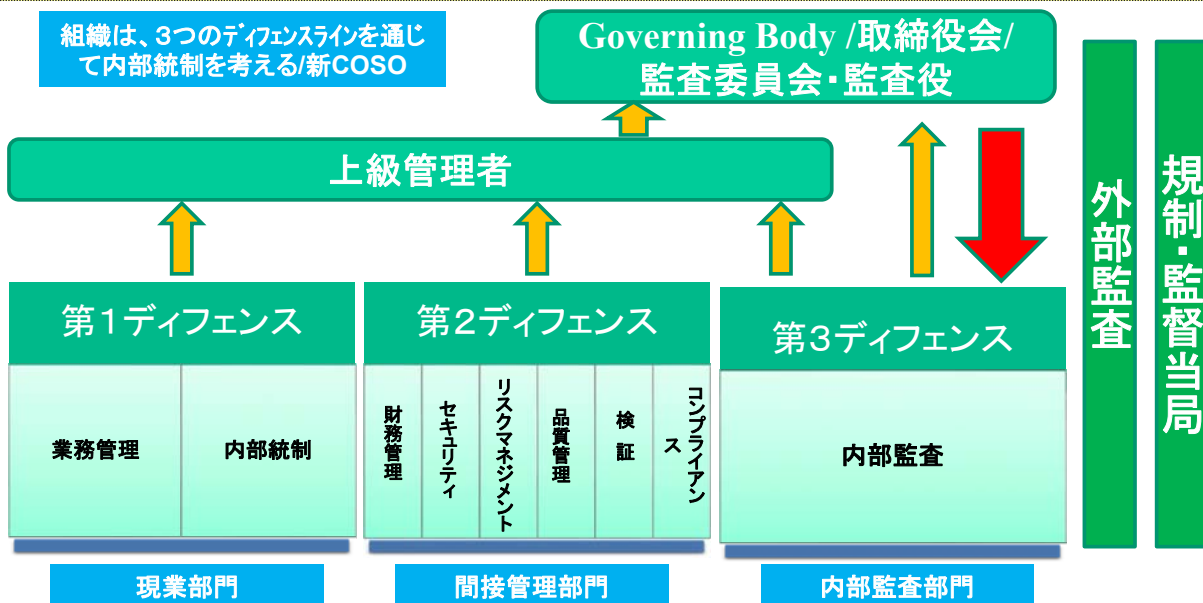 組織は、３つのディフェンスラインを通じ
て内部統制を考える/新COSO
Governing Body /取締役会/
監査委員会・監査役
上級管理者
第１ディフェンス
業務管理
内部統制
現業部門
第２ディフェンス
財務管理
セキュリティ
リスクマネジメント
品質管理
検証
コンプライアン
ス
間接管理部門
第３ディフェンス
内部監査
内部監査部門
外部監査
規制・監督当局